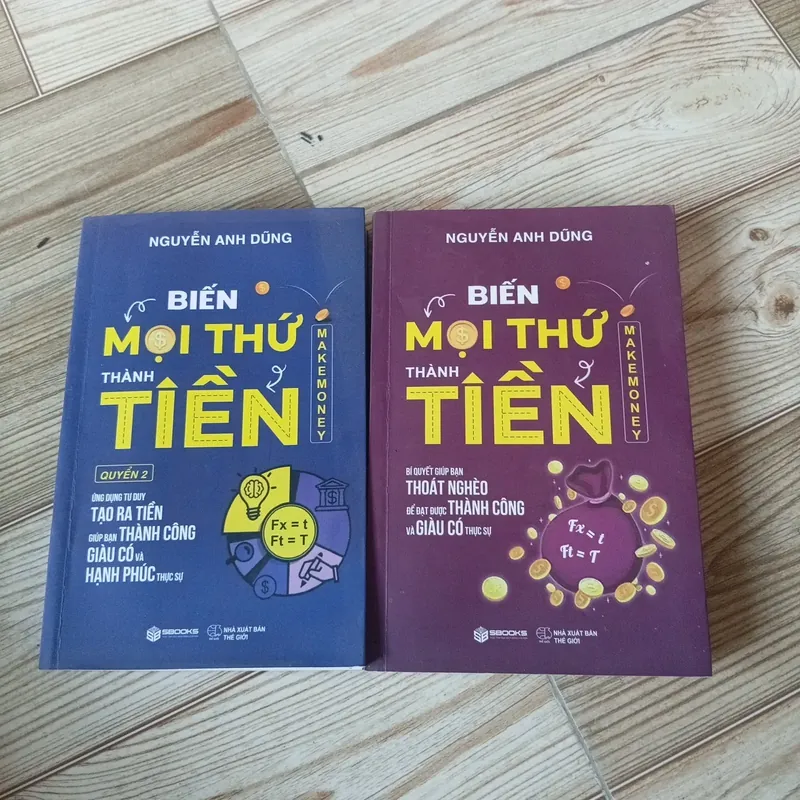 NGUYỄN ANH DŨNG
BIẾN
MỌI THỨ
THÀNH
TIỀN
MAKEMONEY
QUYỂN 2
ỨNG DỤNG TƯ DUY
TẠO RA TIỀN
GIÚP BẠN THÀNH CÔNG
GIÀU CÓ VÀ
HẠNH PHÚC THỰC SỰ
Fx = t
Ft = T
SBOOKS
NHÀ XUẤT BẢN
THẾ GIỚI
NGUYỄN ANH DŨNG
BIẾN
MỌI THỨ
THÀNH
TIỀN
MAKEMONEY
BÍ QUYẾT GIÚP BẠN
THOÁT NGHÈO
ĐỂ ĐẠT ĐƯỢC THÀNH CÔNG
VÀ GIÀU CÓ THỰC SỰ
Fx = t
Ft = T
SBOOKS
NHÀ XUẤT BẢN
THẾ GIỚI